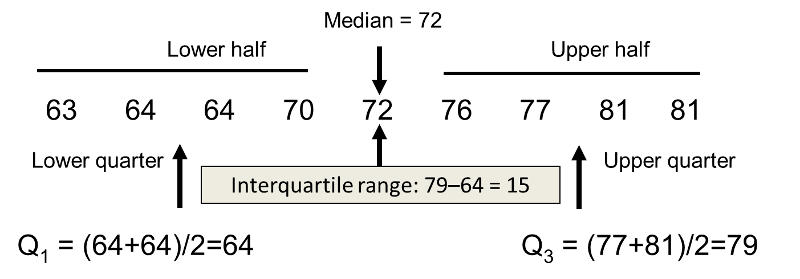 Median = 72
Lower half
Upper half
63 64 64 70 72 76 77 81 81
Lower quarter
Upper quarter
Interquartile range: 79–64 = 15
Q₁ = (64+64)/2=64
Q₃ = (77+81)/2=79